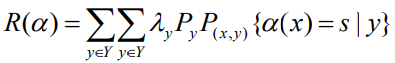 R(α) = ∑_{y∈Y} ∑_{y∈Y} λ_y P_y P_{(x,y)} {α(x) = s | y}